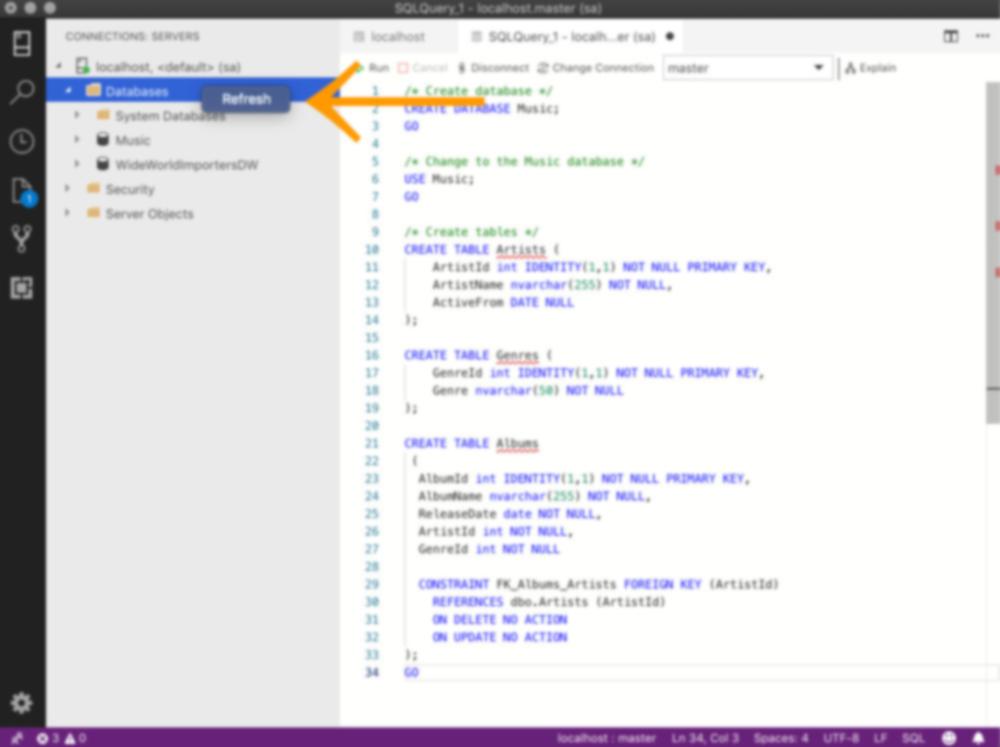 SQLQuery_1 - localhost.master (sa)
CONNECTIONS: SERVERS
localhost, <default> (sa)
Databases
Refresh
System Databases
Music
WideWorldImportersDW
Security
Server Objects
1
localhost
SQLQuery_1 - localh...er (sa)
Run Cancel Disconnect Change Connection master Explain
1 /* Create database */
2 CREATE DATABASE Music;
3 GO
4
5 /* Change to the Music database */
6 USE Music;
7 GO
8
9 /* Create tables */
10 CREATE TABLE Artists (
11 ArtistId int IDENTITY(1,1) NOT NULL PRIMARY KEY,
12 ArtistName nvarchar(255) NOT NULL,
13 ActiveFrom DATE NULL
14 );
15
16 CREATE TABLE Genres (
17 GenreId int IDENTITY(1,1) NOT NULL PRIMARY KEY,
18 Genre nvarchar(50) NOT NULL
19 );
20
21 CREATE TABLE Albums
22 (
23 AlbumId int IDENTITY(1,1) NOT NULL PRIMARY KEY,
24 AlbumName nvarchar(255) NOT NULL,
25 ReleaseDate date NOT NULL,
26 ArtistId int NOT NULL,
27 GenreId int NOT NULL
28
29 CONSTRAINT FK_Albums_Artists FOREIGN KEY (ArtistId)
30 REFERENCES dbo.Artists (ArtistId)
31 ON DELETE NO ACTION
32 ON UPDATE NO ACTION
33 );
34 GO
3 0 localhost : master Ln 34, Col 3 Spaces: 4 UTF-8 LF SQL